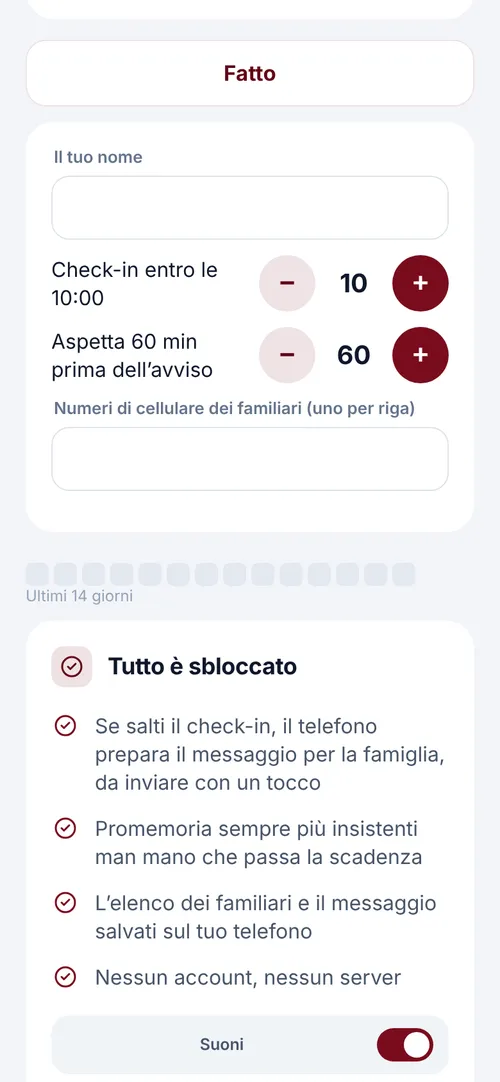 Fatto
Il tuo nome
Check-in entro le
10:00
− 10 +
Aspetta 60 min
prima dell’avviso
− 60 +
Numeri di cellulare dei familiari (uno per riga)
Ultimi 14 giorni
Tutto è sbloccato
Se salti il check-in, il telefono
prepara il messaggio per la famiglia,
da inviare con un tocco
Promemoria sempre più insistenti
man mano che passa la scadenza
L’elenco dei familiari e il messaggio
salvati sul tuo telefono
Nessun account, nessun server
Suoni